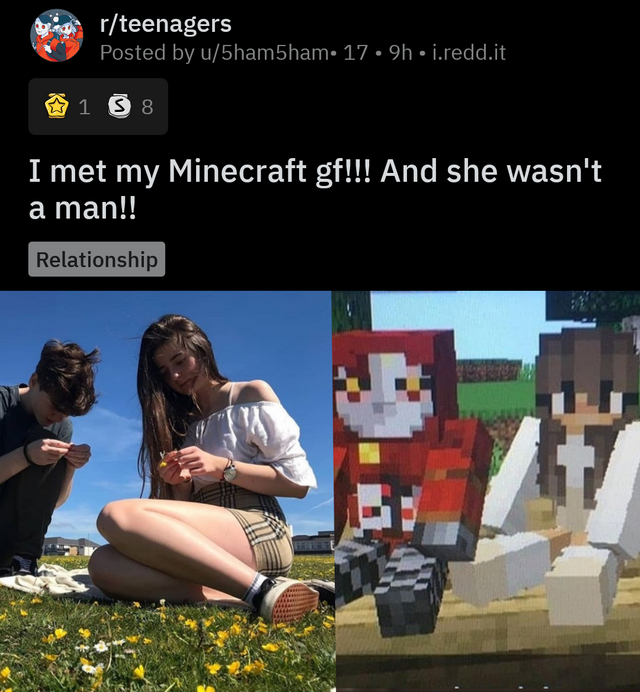 r/teenagers
Posted by u/5ham5ham• 17 • 9h • i.redd.it
1 8
I met my Minecraft gf!!! And she wasn't
a man!!
Relationship